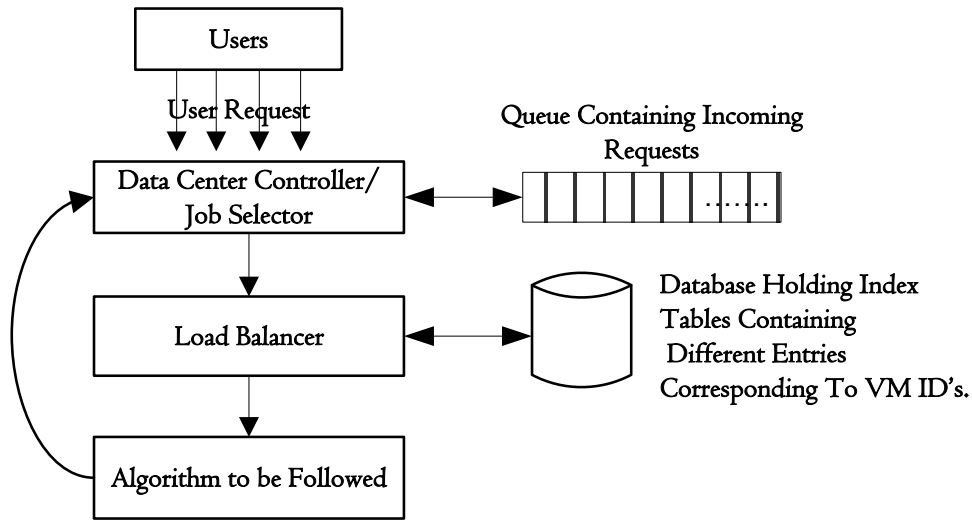 Users
User Request
Queue Containing Incoming
Requests
Data Center Controller/
Job Selector
.......
Load Balancer
Database Holding Index
Tables Containing
Different Entries
Corresponding To VM ID's.
Algorithm to be Followed